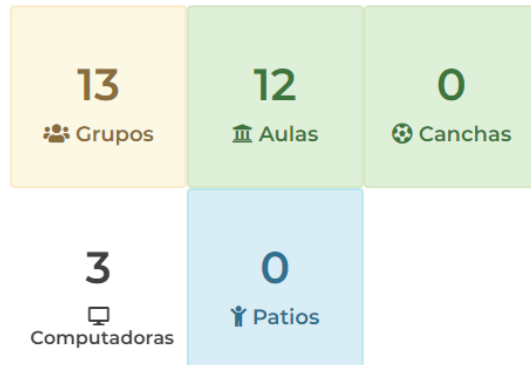 13
Grupos
12
Aulas
0
Canchas
3
Computadoras
0
Patios